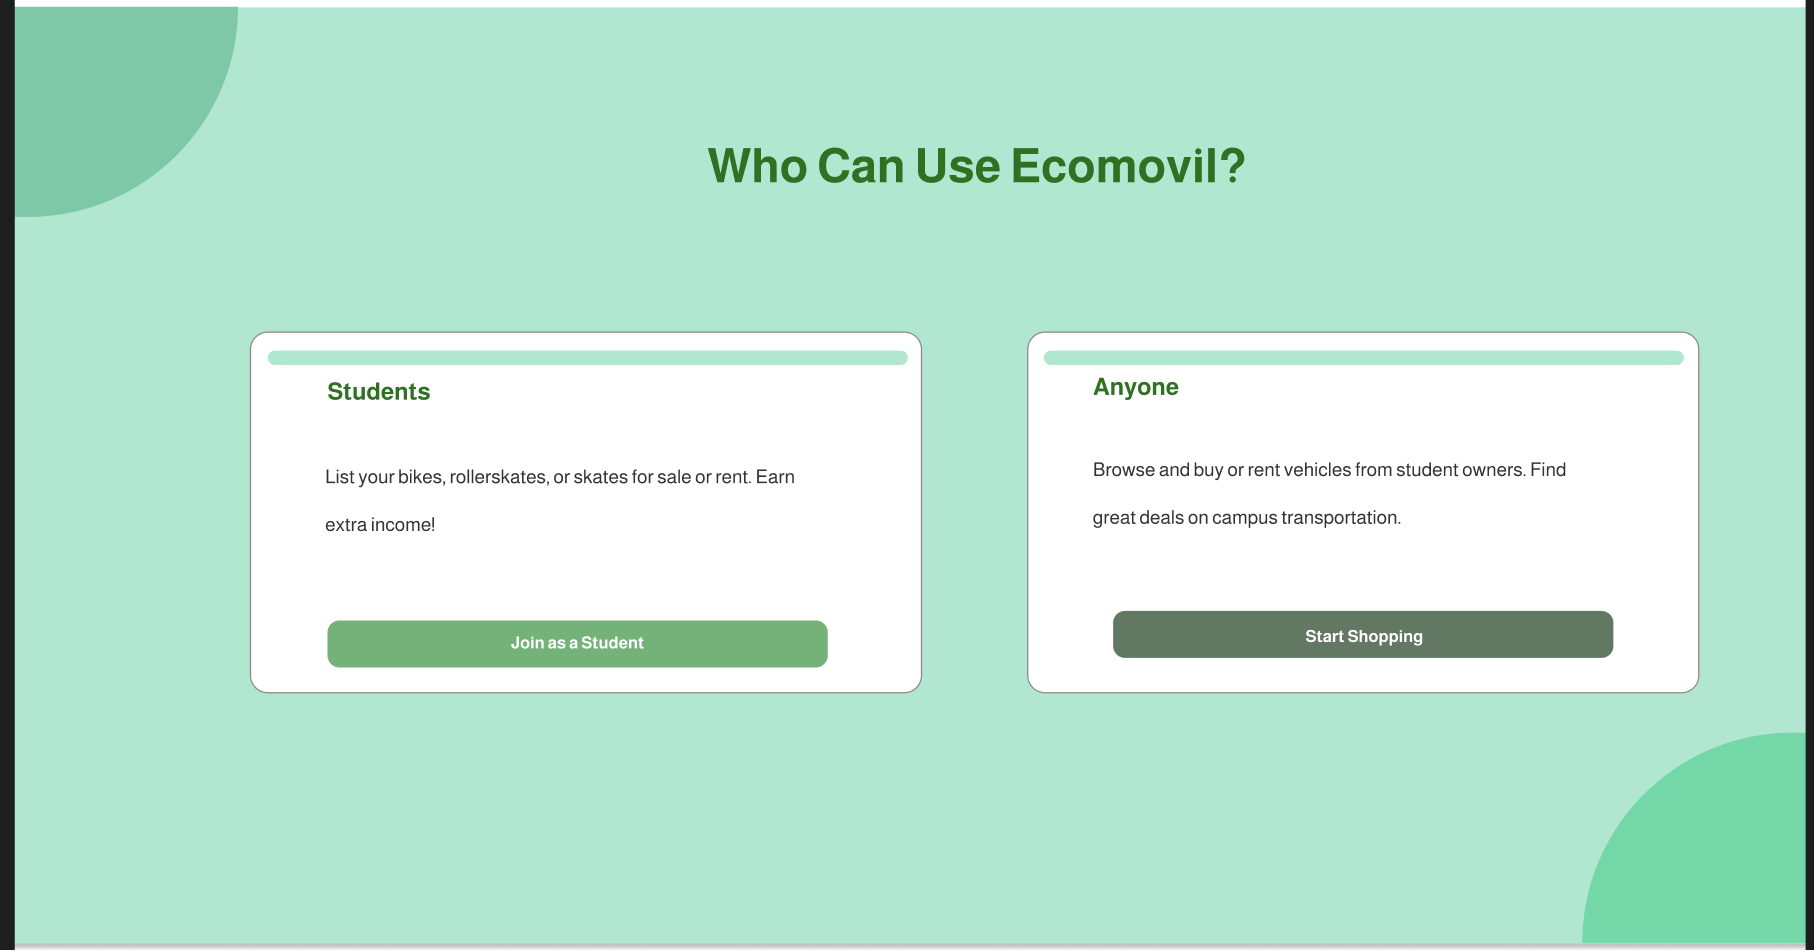 Who Can Use Ecomovil?
Students
List your bikes, rollerskates, or skates for sale or rent. Earn
extra income!
Join as a Student
Anyone
Browse and buy or rent vehicles from student owners. Find
great deals on campus transportation.
Start Shopping